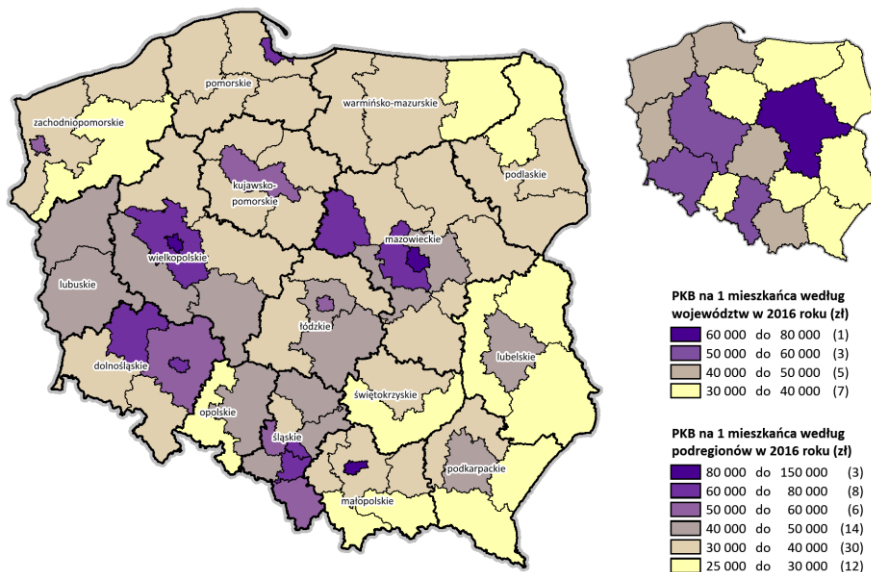 pomorskie
warmińsko-mazurskie
zachodniopomorskie
podlaskie
kujawsko-
pomorskie
mazowieckie
wielkopolskie
lubuskie
łódzkie
lubelskie
dolnośląskie
świętokrzyskie
opolskie
śląskie
podkarpackie
małopolskie
PKB na 1 mieszkańca według
województw w 2016 roku (zł)
60 000 do 80 000 (1)
50 000 do 60 000 (3)
40 000 do 50 000 (5)
30 000 do 40 000 (7)
PKB na 1 mieszkańca według
podregionów w 2016 roku (zł)
80 000 do 150 000 (3)
60 000 do 80 000 (8)
50 000 do 60 000 (6)
40 000 do 50 000 (14)
30 000 do 40 000 (30)
25 000 do 30 000 (12)